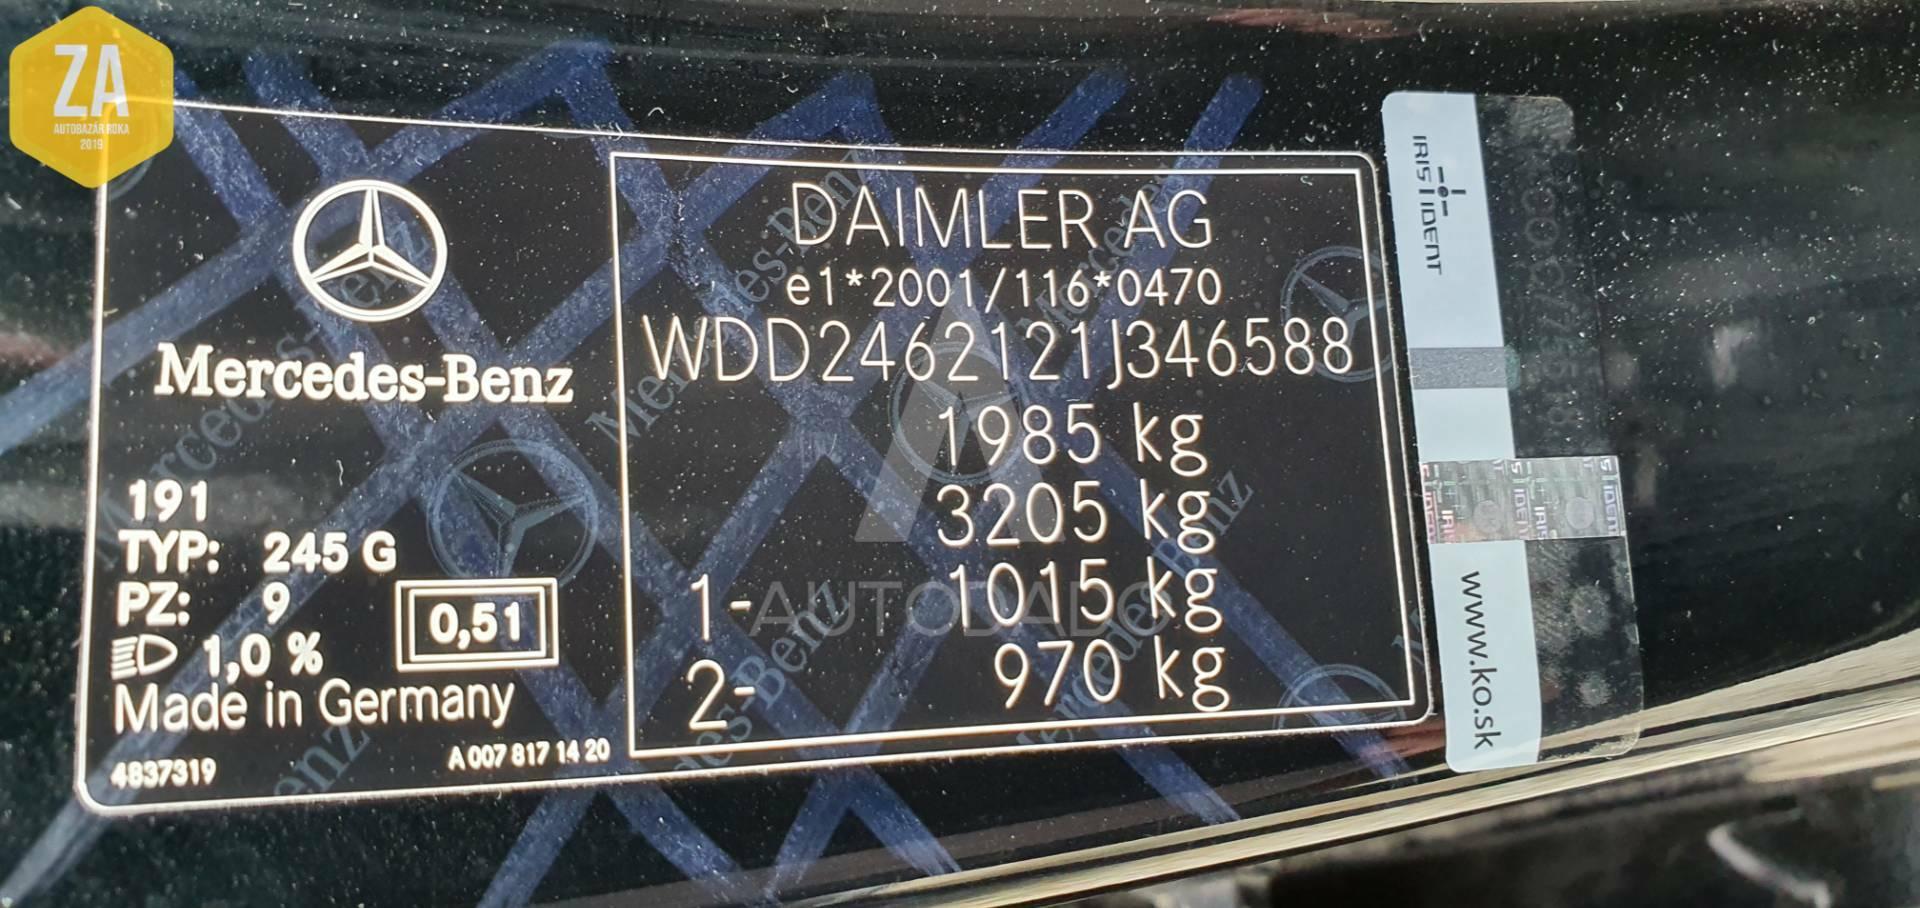 ZA
AUTOBAZÁR ROKA
2019
Mercedes-Benz
191
TYP: 245 G
PZ: 9
1,0 %
0,51
Made in Germany
4837319
A 007 817 14 20
DAIMLER AG
e1*2001/116*0470
WDD2462121J346588
1985 kg
3205 kg
1- 1015 kg
2- 970 kg
AUTODADO
IRIS IDENT
www.ko.sk